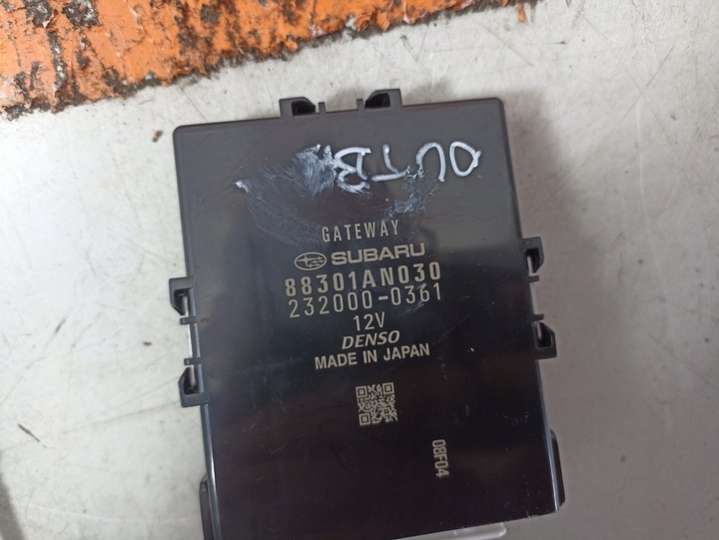 OUTB
GATEWAY
SUBARU
88301AN030
232000-0361
12V
DENSO
MADE IN JAPAN
08F04